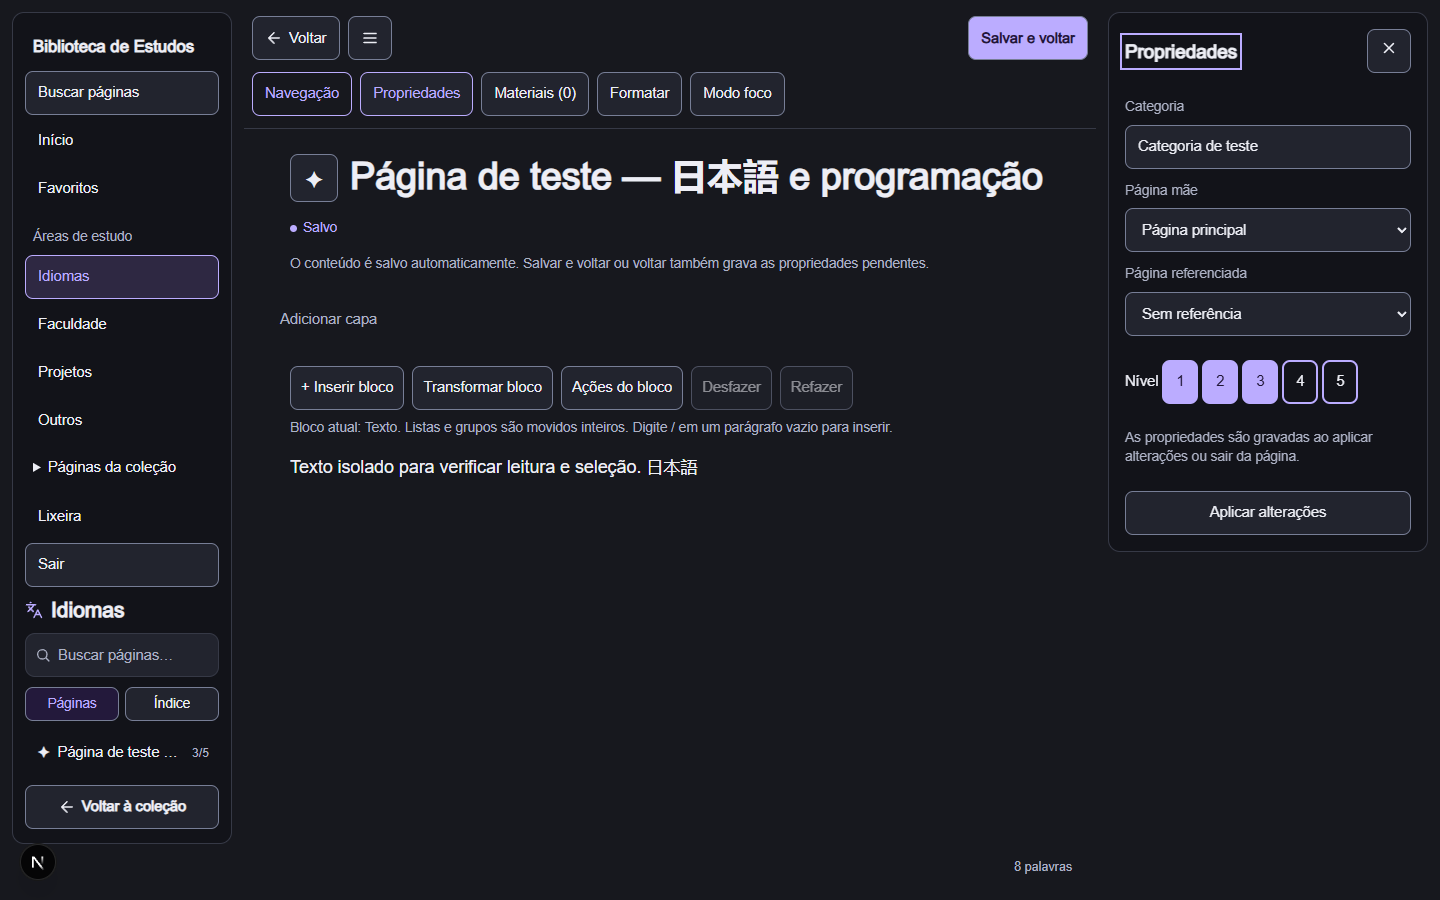 Biblioteca de Estudos
Buscar páginas
Início
Favoritos
Áreas de estudo
Idiomas
Faculdade
Projetos
Outros
Páginas da coleção
Lixeira
Sair
Idiomas
Buscar páginas…
Páginas
Índice
Página de teste … 3/5
Voltar à coleção
N
Voltar
Salvar e voltar
Navegação
Propriedades
Materiais (0)
Formatar
Modo foco
Página de teste — 日本語 e programação
Salvo
O conteúdo é salvo automaticamente. Salvar e voltar ou voltar também grava as propriedades pendentes.
Adicionar capa
+ Inserir bloco
Transformar bloco
Ações do bloco
Desfazer
Refazer
Bloco atual: Texto. Listas e grupos são movidos inteiros. Digite / em um parágrafo vazio para inserir.
Texto isolado para verificar leitura e seleção. 日本語
8 palavras
Propriedades
Categoria
Categoria de teste
Página mãe
Página principal
Página referenciada
Sem referência
Nível 1 2 3 4 5
As propriedades são gravadas ao aplicar
alterações ou sair da página.
Aplicar alterações